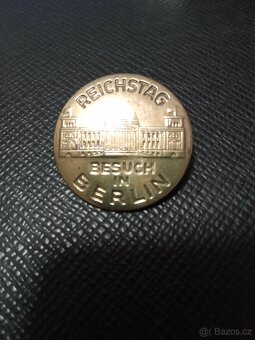 REICHSTAG
BESUCH
IN
BERLIN
© Bazos.cz